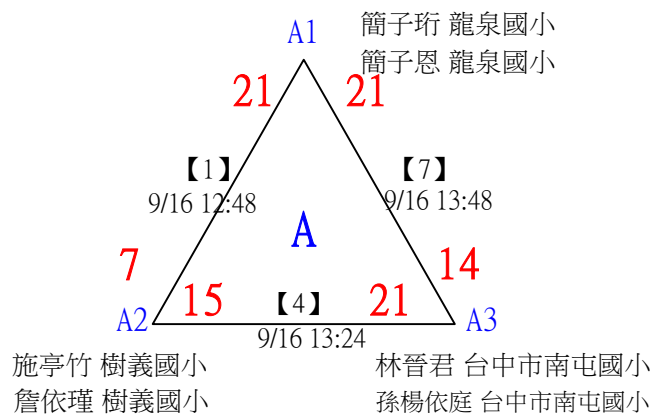 A1
簡子珩 龍泉國小
簡子恩 龍泉國小
21
21
【1】
9/16 12:48
【7】
9/16 13:48
A
7
14
15
【4】
21
A2
9/16 13:24
A3
施亭竹 樹義國小
詹依瑾 樹義國小
林晉君 台中市南屯國小
孫楊依庭 台中市南屯國小